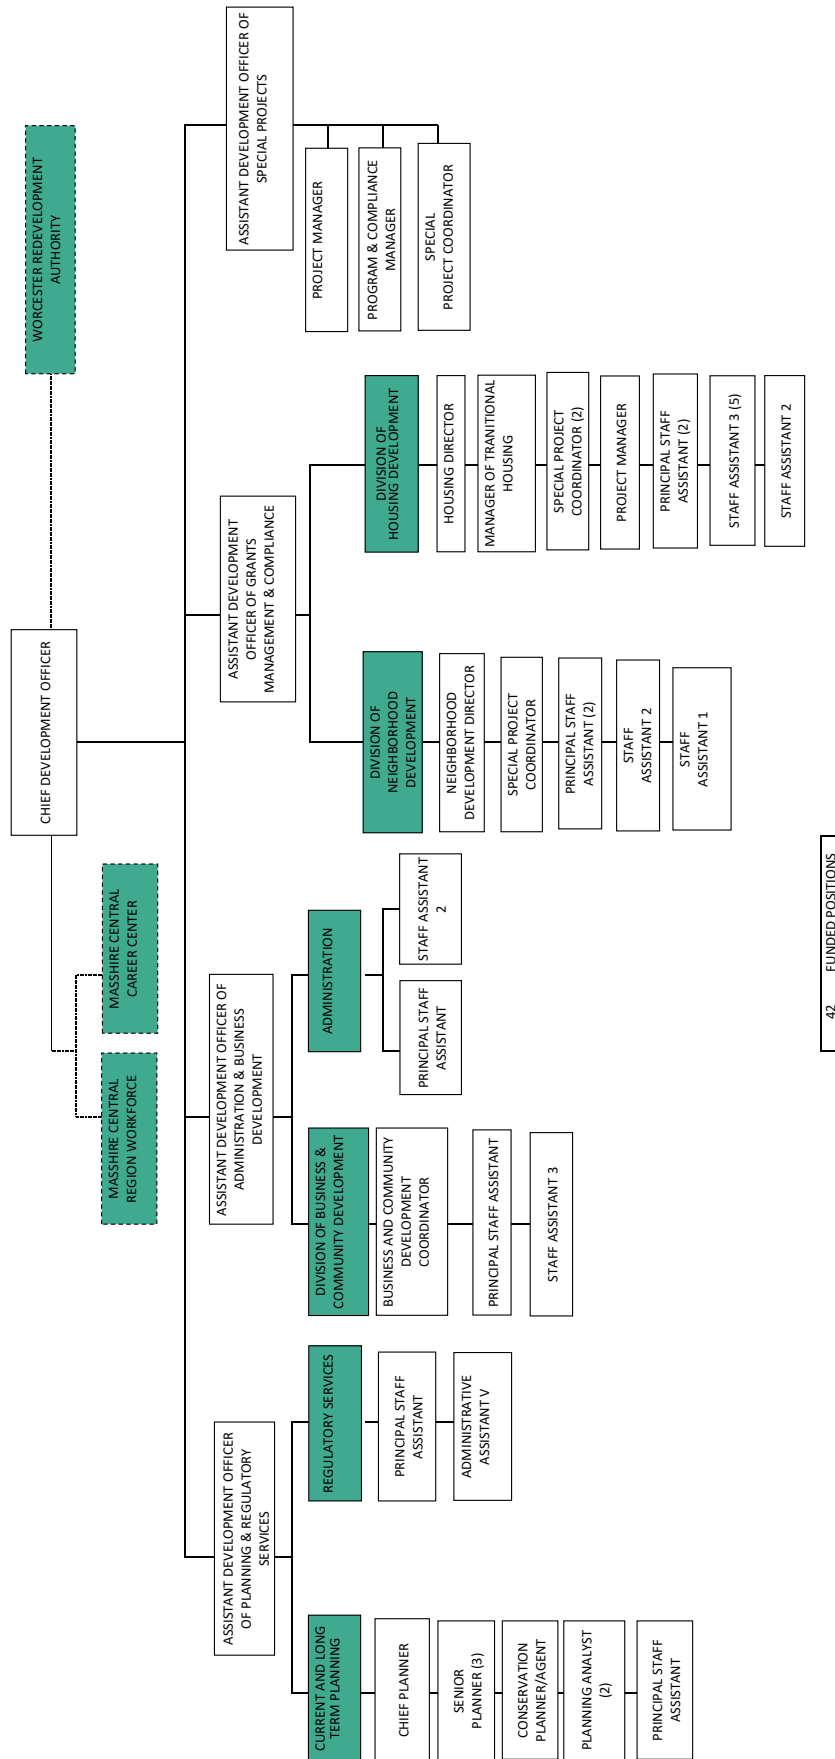 CHIEF DEVELOPMENT OFFICER
WORCESTER REDEVELOPMENT
AUTHORITY
MASSHIRE CENTRAL
REGION WORKFORCE
MASSHIRE CENTRAL
CAREER CENTER
ASSISTANT DEVELOPMENT OFFICER
OF PLANNING & REGULATORY
SERVICES
ASSISTANT DEVELOPMENT OFFICER OF
ADMINISTRATION & BUSINESS
DEVELOPMENT
ASSISTANT DEVELOPMENT
OFFICER OF GRANTS
MANAGEMENT & COMPLIANCE
ASSISTANT DEVELOPMENT OFFICER OF
SPECIAL PROJECTS
CURRENT AND LONG
TERM PLANNING
CHIEF PLANNER
SENIOR
PLANNER (3)
CONSERVATION
PLANNER/AGENT
PLANNING ANALYST
(2)
PRINCIPAL STAFF
ASSISTANT
REGULATORY SERVICES
PRINCIPAL STAFF
ASSISTANT
ADMINISTRATIVE
ASSISTANT V
DIVISION OF BUSINESS &
COMMUNITY DEVELOPMENT
BUSINESS AND COMMUNITY
DEVELOPMENT
COORDINATOR
PRINCIPAL STAFF ASSISTANT
STAFF ASSISTANT 3
ADMINISTRATION
PRINCIPAL STAFF
ASSISTANT
STAFF ASSISTANT
2
DIVISION OF
NEIGHBORHOOD
DEVELOPMENT
NEIGHBORHOOD
DEVELOPMENT DIRECTOR
SPECIAL PROJECT
COORDINATOR
PRINCIPAL STAFF
ASSISTANT (2)
STAFF
ASSISTANT 2
STAFF
ASSISTANT 1
DIVISION OF
HOUSING DEVELOPMENT
HOUSING DIRECTOR
MANAGER OF TRANITIONAL
HOUSING
SPECIAL PROJECT
COORDINATOR (2)
PROJECT MANAGER
PRINCIPAL STAFF
ASSISTANT (2)
STAFF ASSISTANT 3 (5)
STAFF ASSISTANT 2
PROJECT MANAGER
PROGRAM & COMPLIANCE
MANAGER
SPECIAL
PROJECT COORDINATOR
42 FUNDED POSITIONS